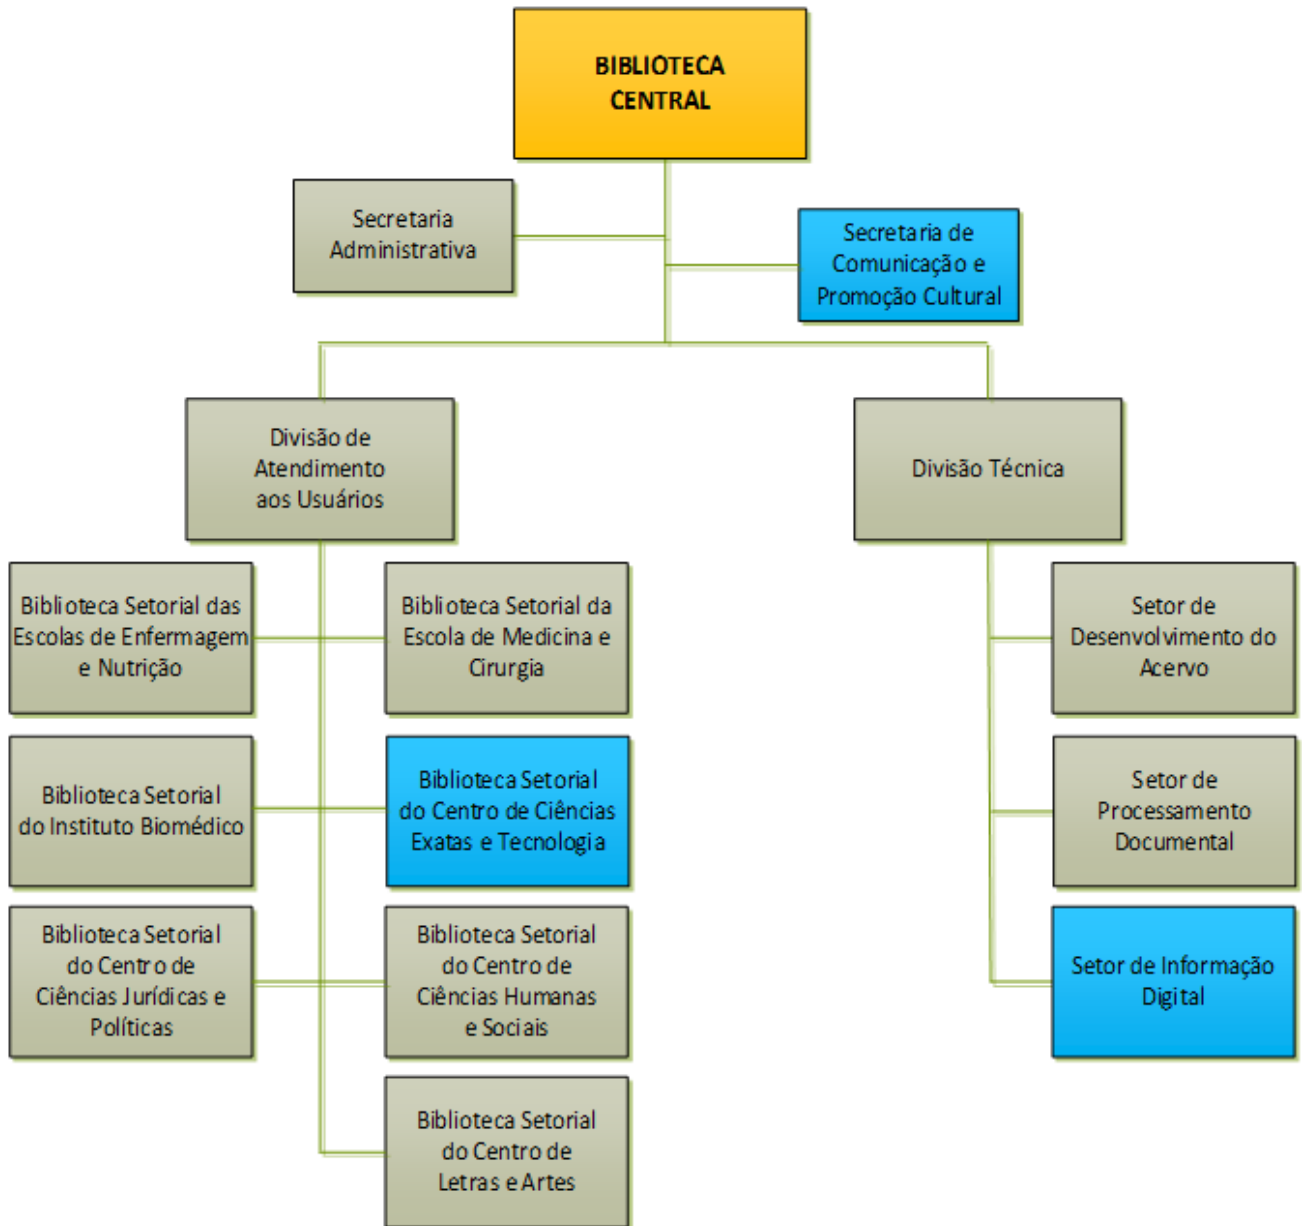 BIBLIOTECA
CENTRAL
Secretaria
Administrativa
Secretaria de
Comunicação e
Promoção Cultural
Divisão de
Atendimento
aos Usuários
Divisão Técnica
Biblioteca Setorial das
Escolas de Enfermagem
e Nutrição
Biblioteca Setorial da
Escola de Medicina e
Cirurgia
Setor de
Desenvolvimento do
Acervo
Biblioteca Setorial
do Instituto Biomédico
Biblioteca Setorial
do Centro de Ciências
Exatas e Tecnologia
Setor de
Processamento
Documental
Biblioteca Setorial
do Centro de
Ciências Jurídicas e
Políticas
Biblioteca Setorial
do Centro de
Ciências Humanas
e Sociais
Setor de Informação
Digital
Biblioteca Setorial
do Centro de
Letras e Artes